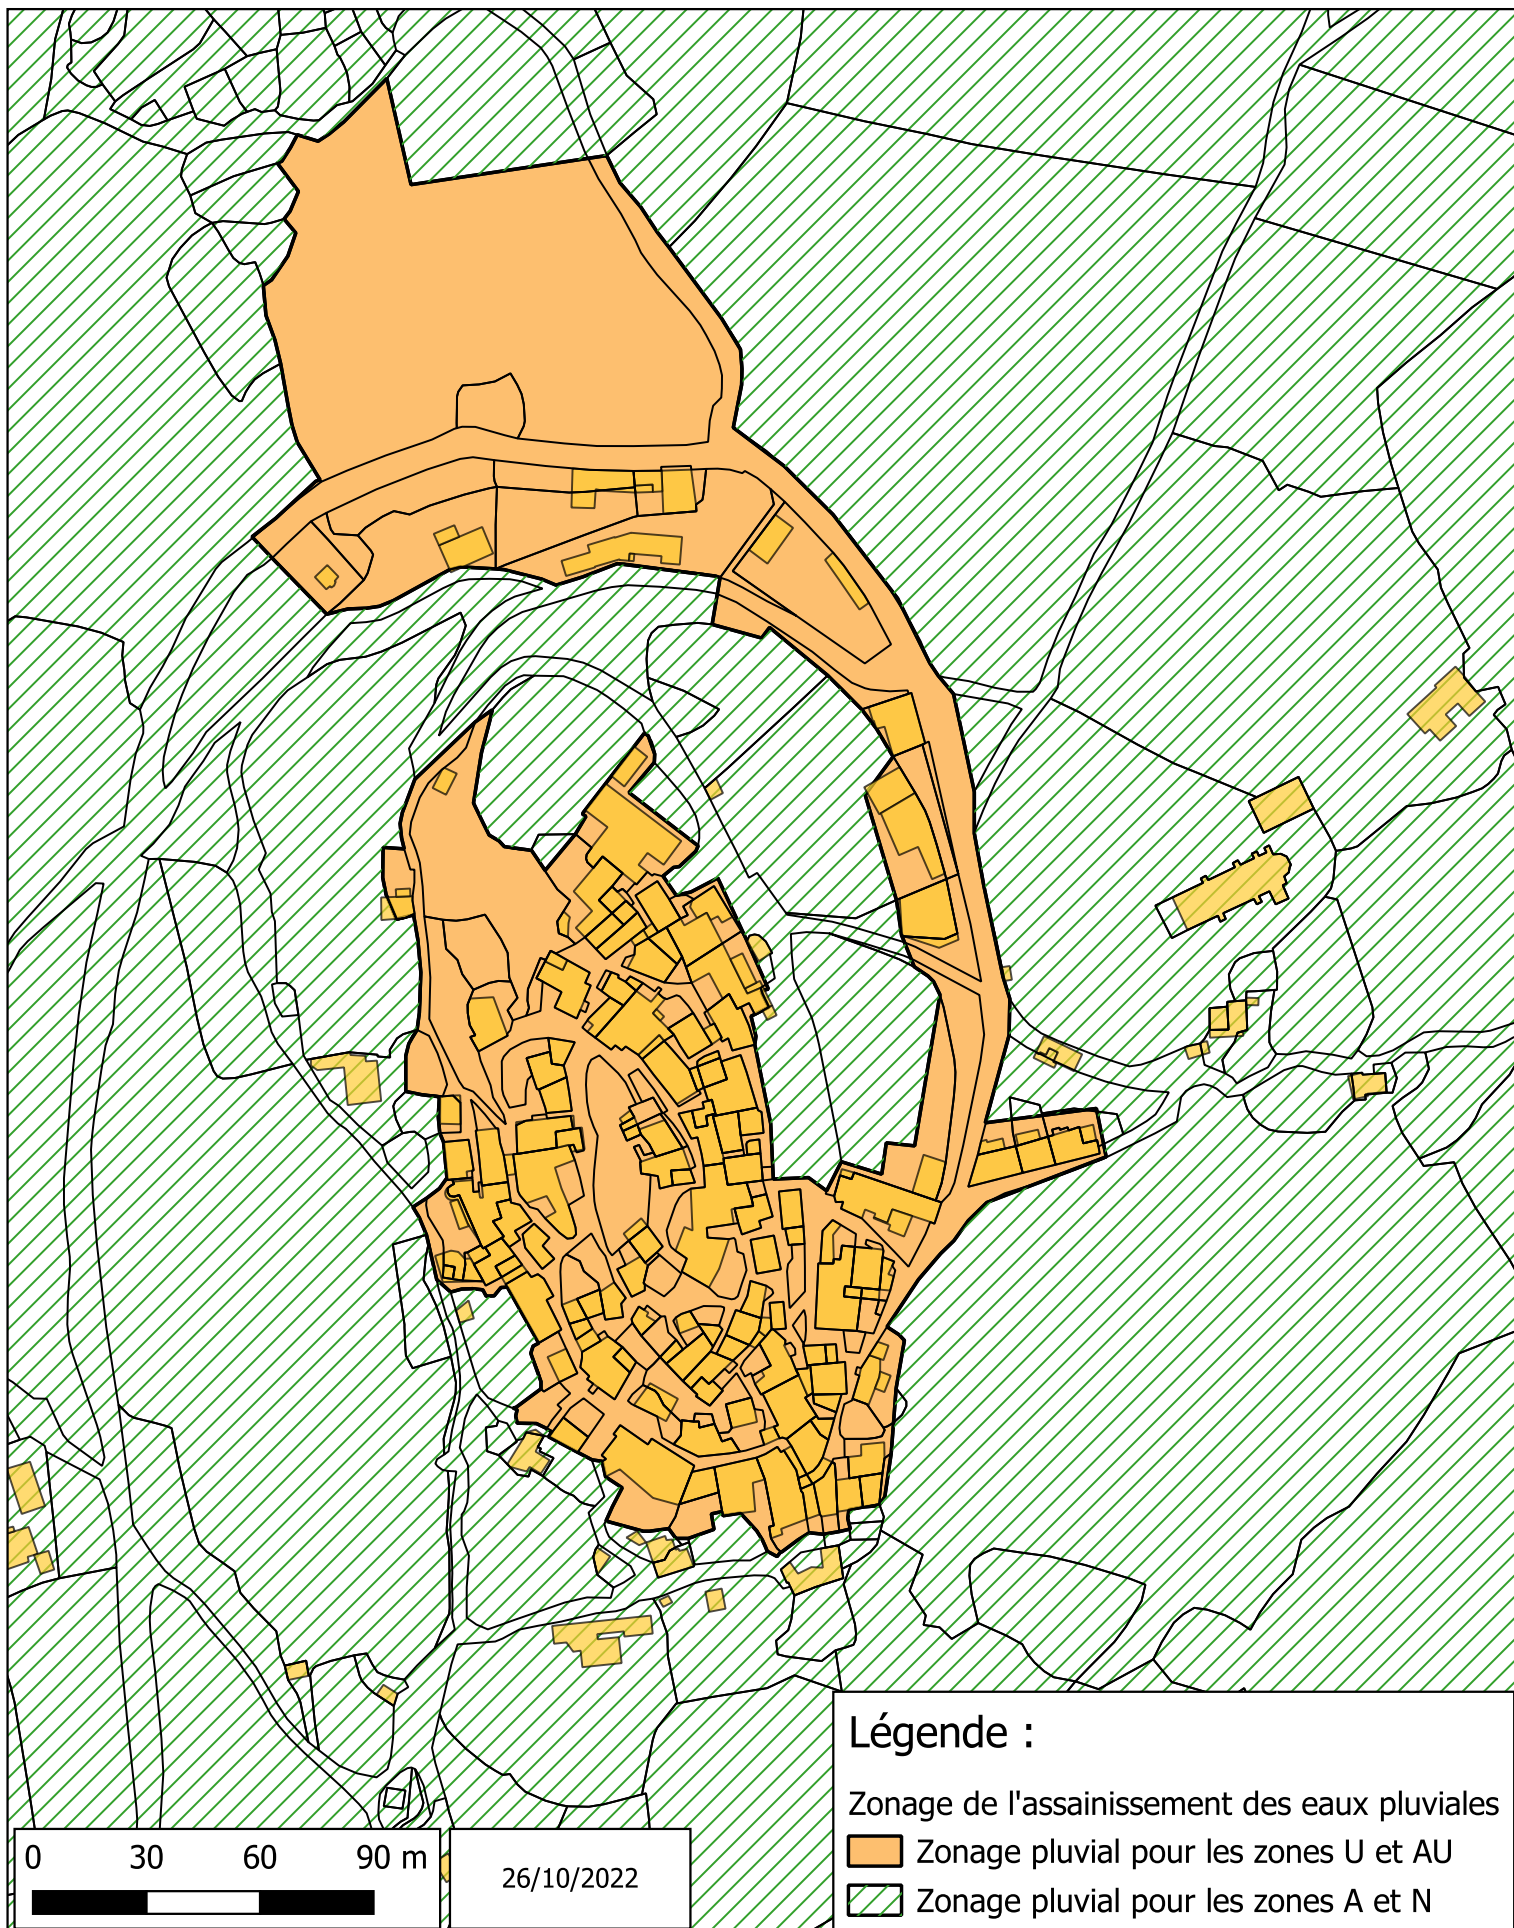 Légende :
Zonage de l'assainissement des eaux pluviales
Zonage pluvial pour les zones U et AU
Zonage pluvial pour les zones A et N
0 30 60 90 m
26/10/2022